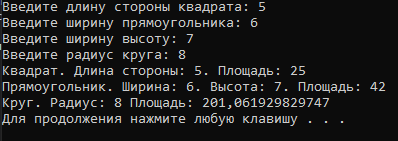 Введите длину стороны квадрата: 5
Введите ширину прямоугольника: 6
Введите ширину высоту: 7
Введите радиус круга: 8
Квадрат. Длина стороны: 5. Площадь: 25
Прямоугольник. Ширина: 6. Высота: 7. Площадь: 42
Круг. Радиус: 8 Площадь: 201,061929829747
Для продолжения нажмите любую клавишу . . .